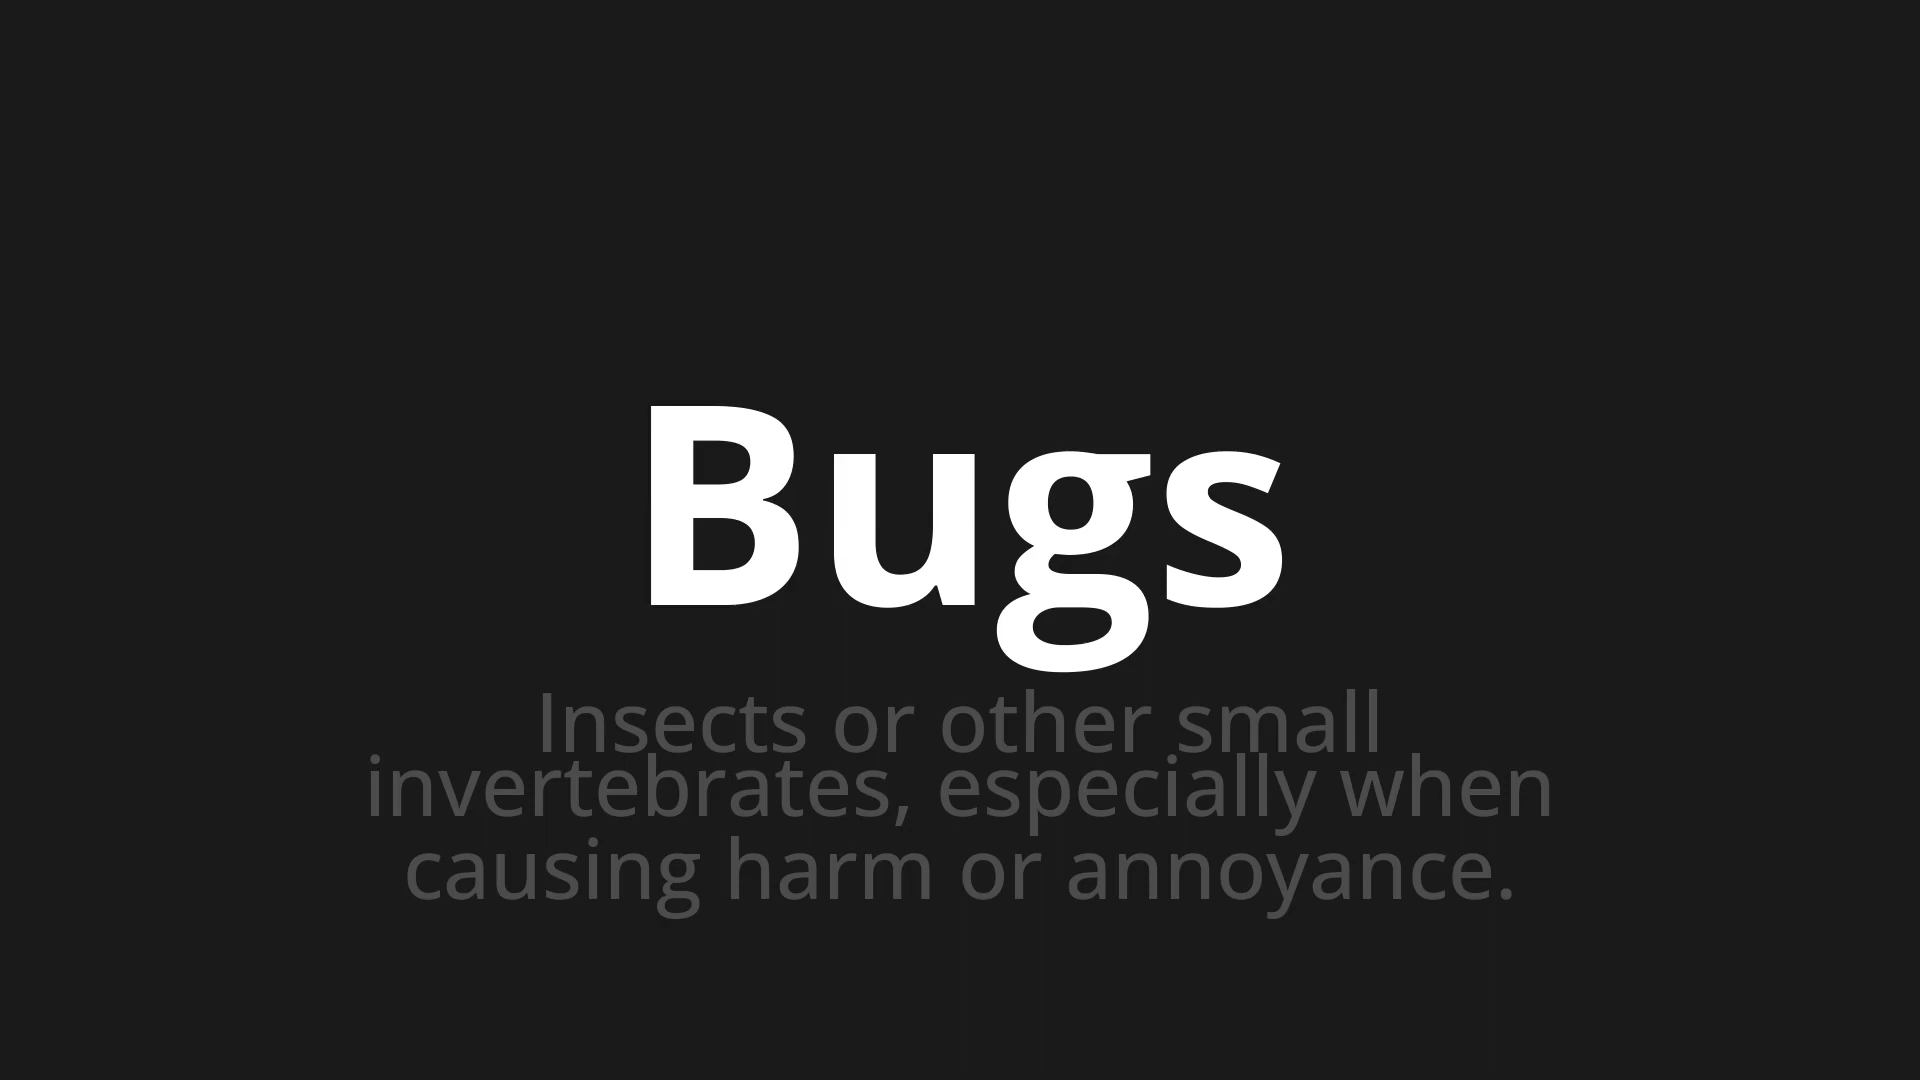 Bugs
Insects or other small
invertebrates, especially when
causing harm or annoyance.